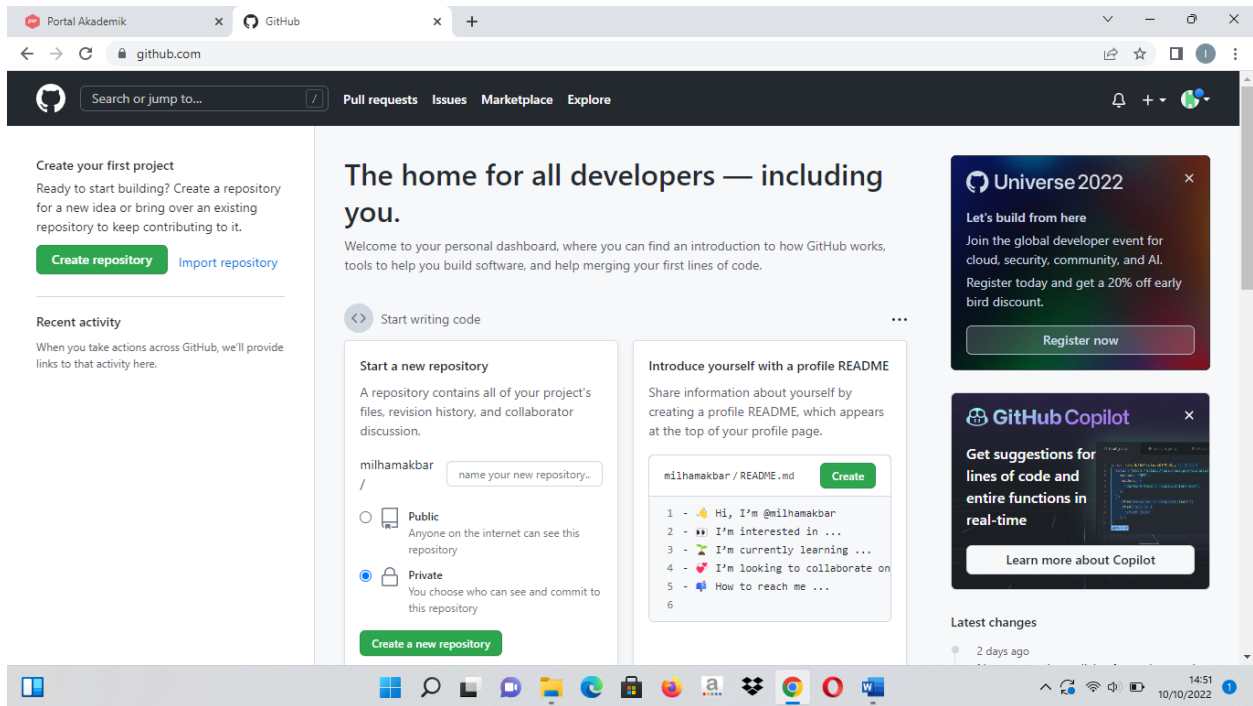 Portal Akademik
GitHub
github.com
I
Search or jump to...
/
Pull requests Issues Marketplace Explore
Create your first project
Ready to start building? Create a repository
for a new idea or bring over an existing
repository to keep contributing to it.
Create repository
Import repository
Recent activity
When you take actions across GitHub, we'll provide
links to that activity here.
The home for all developers — including
you.
Welcome to your personal dashboard, where you can find an introduction to how GitHub works,
tools to help you build software, and help merging your first lines of code.
<> Start writing code
Start a new repository
A repository contains all of your project's
files, revision history, and collaborator
discussion.
milhamakbar
/
name your new repository..
Public
Anyone on the internet can see this
repository
Private
You choose who can see and commit to
this repository
Create a new repository
Introduce yourself with a profile README
Share information about yourself by
creating a profile README, which appears
at the top of your profile page.
milhamakbar / README.md
Create
1 - 👋 Hi, I'm @milhamakbar
2 - 👀 I'm interested in ...
3 - 🌱 I'm currently learning ...
4 - 💞️ I'm looking to collaborate on
5 - 📫 How to reach me ...
6
Universe 2022
Let's build from here
Join the global developer event for
cloud, security, community, and AI.
Register today and get a 20% off early
bird discount.
Register now
GitHub Copilot
Get suggestions for
lines of code and
entire functions in
real-time
Learn more about Copilot
Latest changes
2 days ago
14:51
10/10/2022
1